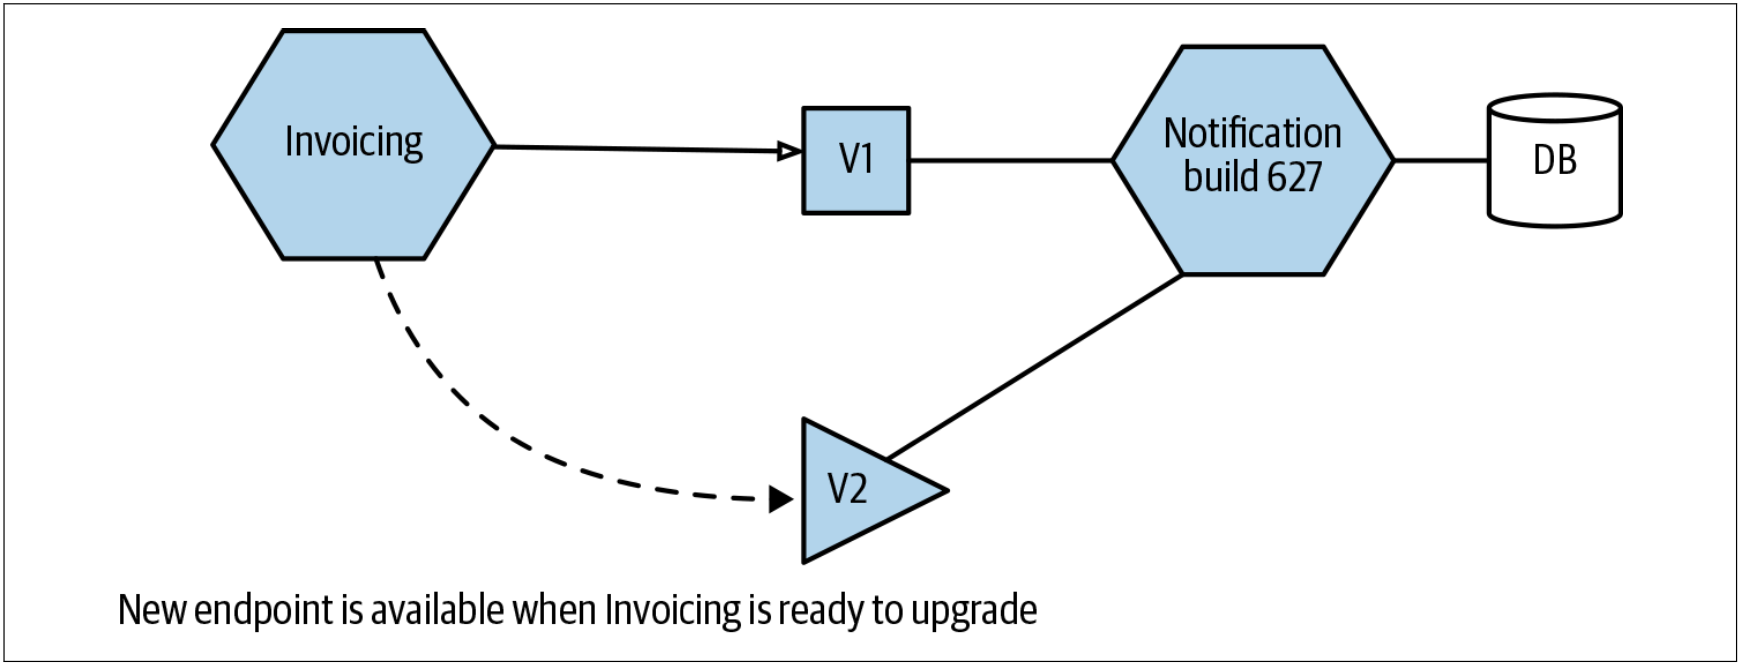 Invoicing
V1
Notification
build 627
DB
V2
New endpoint is available when Invoicing is ready to upgrade